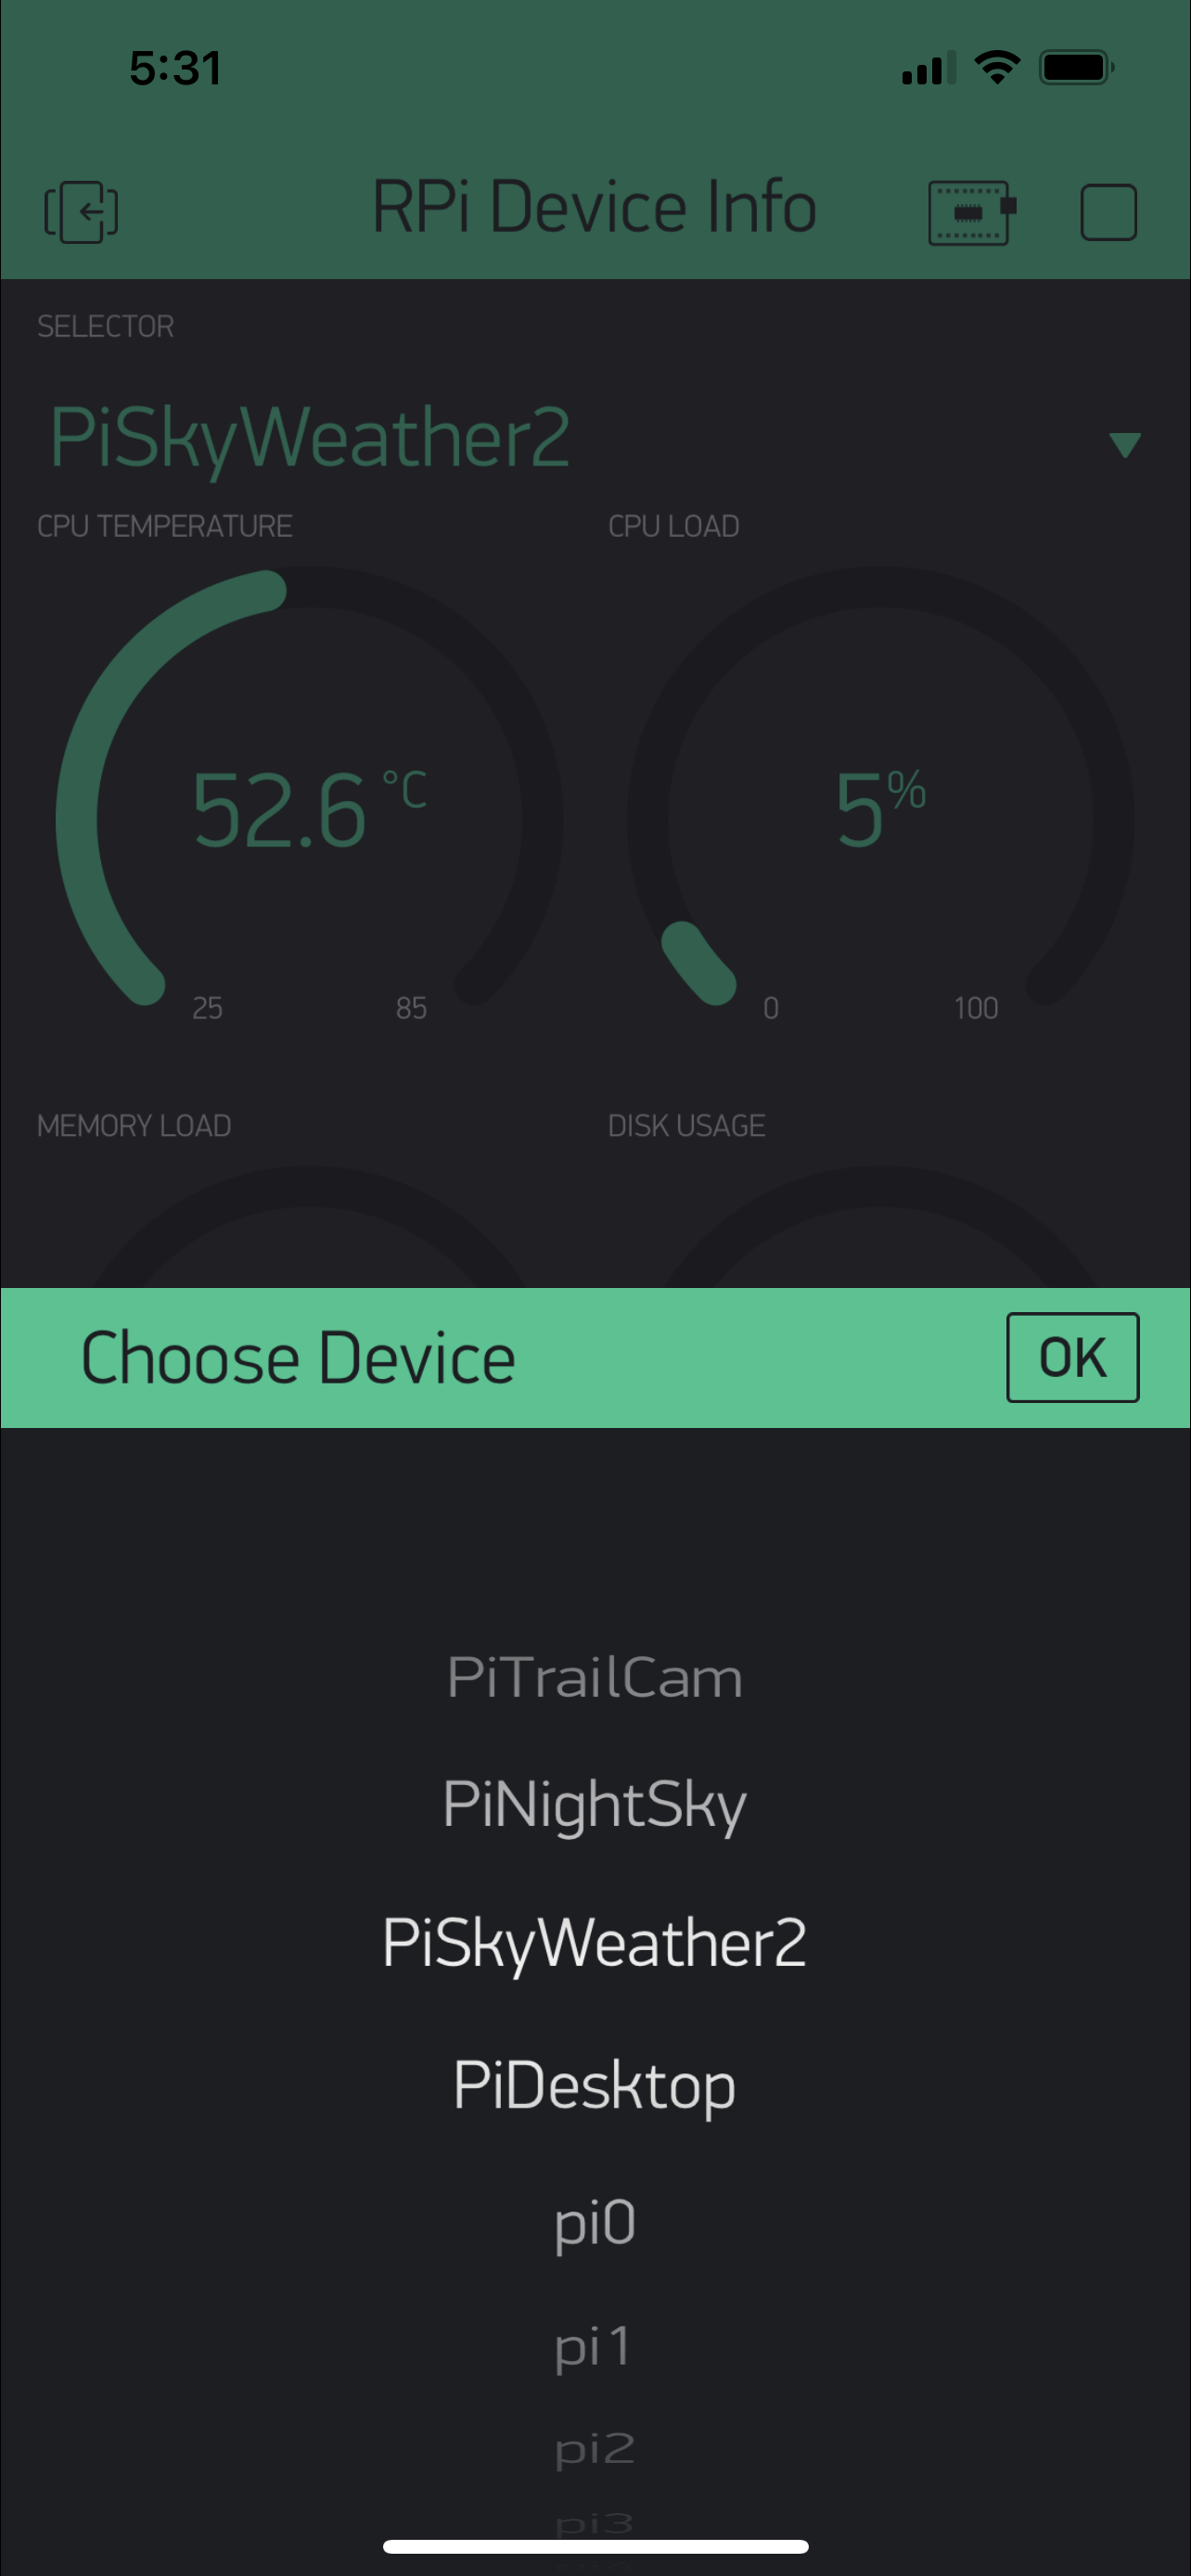 5:31
RPi Device Info
SELECTOR
PiSkyWeather2
CPU TEMPERATURE
CPU LOAD
52.6 °C
5%
25
85
0
100
MEMORY LOAD
DISK USAGE
Choose Device
OK
PiTrailCam
PiNightSky
PiSkyWeather2
PiDesktop
pi0
pi1
pi2
pi3